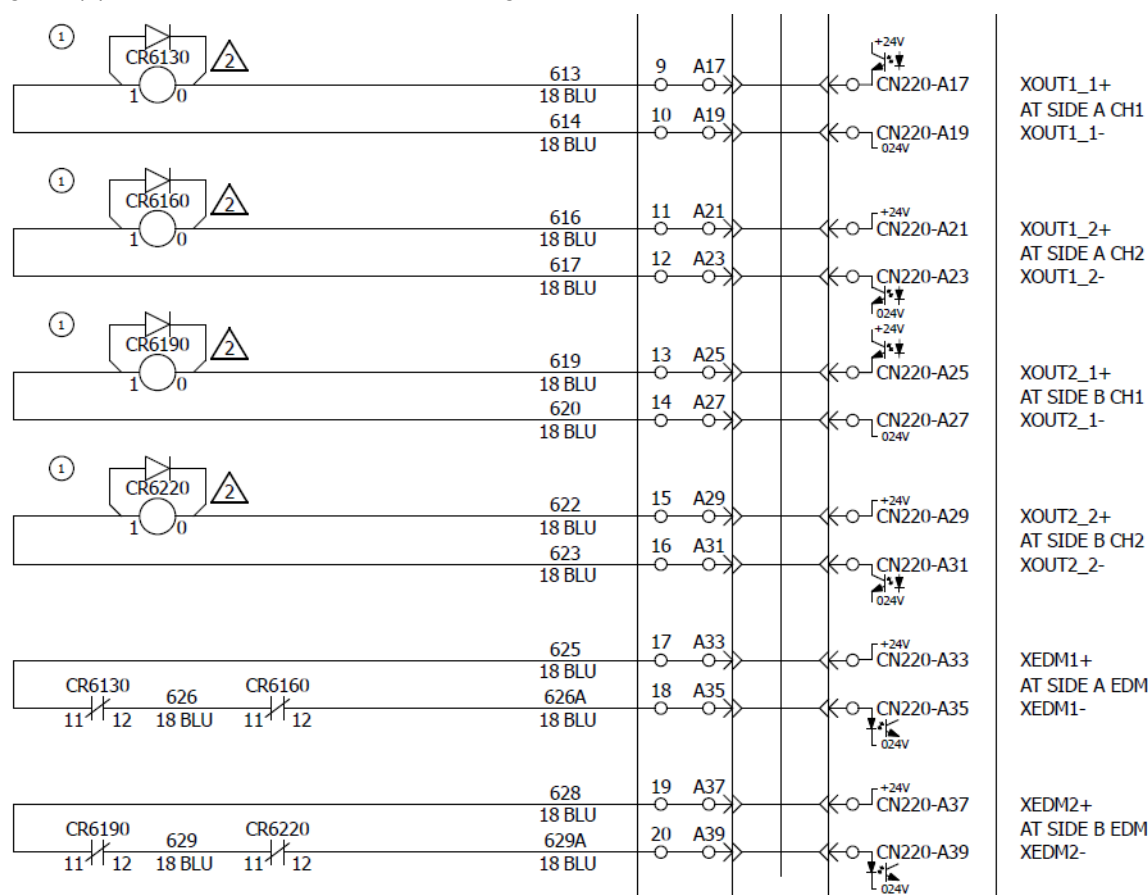 1
CR6130
2
1 0
613
18 BLU
9 A17
+24V
CN220-A17
XOUT1_1+
AT SIDE A CH1
614
18 BLU
10 A19
CN220-A19
024V
XOUT1_1-
1
CR6160
2
1 0
616
18 BLU
11 A21
+24V
CN220-A21
XOUT1_2+
AT SIDE A CH2
617
18 BLU
12 A23
CN220-A23
024V
XOUT1_2-
1
CR6190
2
1 0
619
18 BLU
13 A25
+24V
CN220-A25
XOUT2_1+
AT SIDE B CH1
620
18 BLU
14 A27
CN220-A27
024V
XOUT2_1-
1
CR6220
2
1 0
622
18 BLU
15 A29
+24V
CN220-A29
XOUT2_2+
AT SIDE B CH2
623
18 BLU
16 A31
CN220-A31
024V
XOUT2_2-
625
18 BLU
17 A33
+24V
CN220-A33
XEDM1+
AT SIDE A EDM
CR6130
11 12
626
18 BLU
CR6160
11 12
626A
18 BLU
18 A35
CN220-A35
024V
XEDM1-
628
18 BLU
19 A37
+24V
CN220-A37
XEDM2+
AT SIDE B EDM
CR6190
11 12
629
18 BLU
CR6220
11 12
629A
18 BLU
20 A39
CN220-A39
024V
XEDM2-